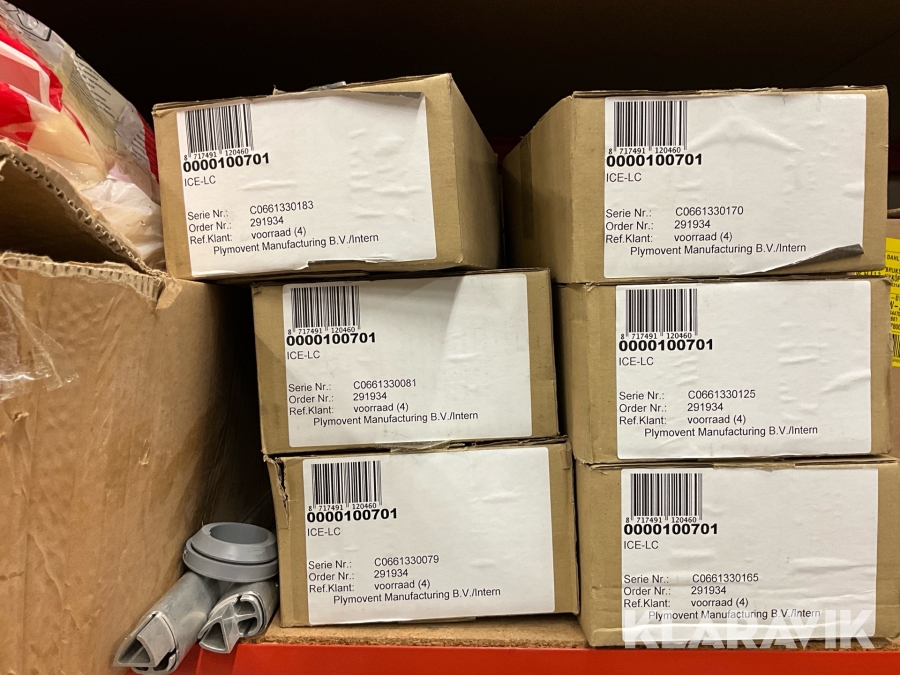 8 717491 120460
0000100701
ICE-LC
Serie Nr.: C0661330183
Order Nr.: 291934
Ref.Klant: voorraad (4)
Plymovent Manufacturing B.V./Intern
8 717491 120460
0000100701
ICE-LC
Serie Nr.: C0661330170
Order Nr.: 291934
Ref.Klant: voorraad (4)
Plymovent Manufacturing B.V./Intern
8 717491 120460
0000100701
ICE-LC
Serie Nr.: C0661330081
Order Nr.: 291934
Ref.Klant: voorraad (4)
Plymovent Manufacturing B.V./Intern
8 717491 120460
0000100701
ICE-LC
Serie Nr.: C0661330125
Order Nr.: 291934
Ref.Klant: voorraad (4)
Plymovent Manufacturing B.V./Intern
8 717491 120460
0000100701
ICE-LC
Serie Nr.: C0661330079
Order Nr.: 291934
Ref.Klant: voorraad (4)
Plymovent Manufacturing B.V./Intern
8 717491 120460
0000100701
ICE-LC
Serie Nr.: C0661330165
Order Nr.: 291934
Ref.Klant: voorraad (4)
Plymovent Manufacturing B.V./Intern
DAHL
KLARAVIK